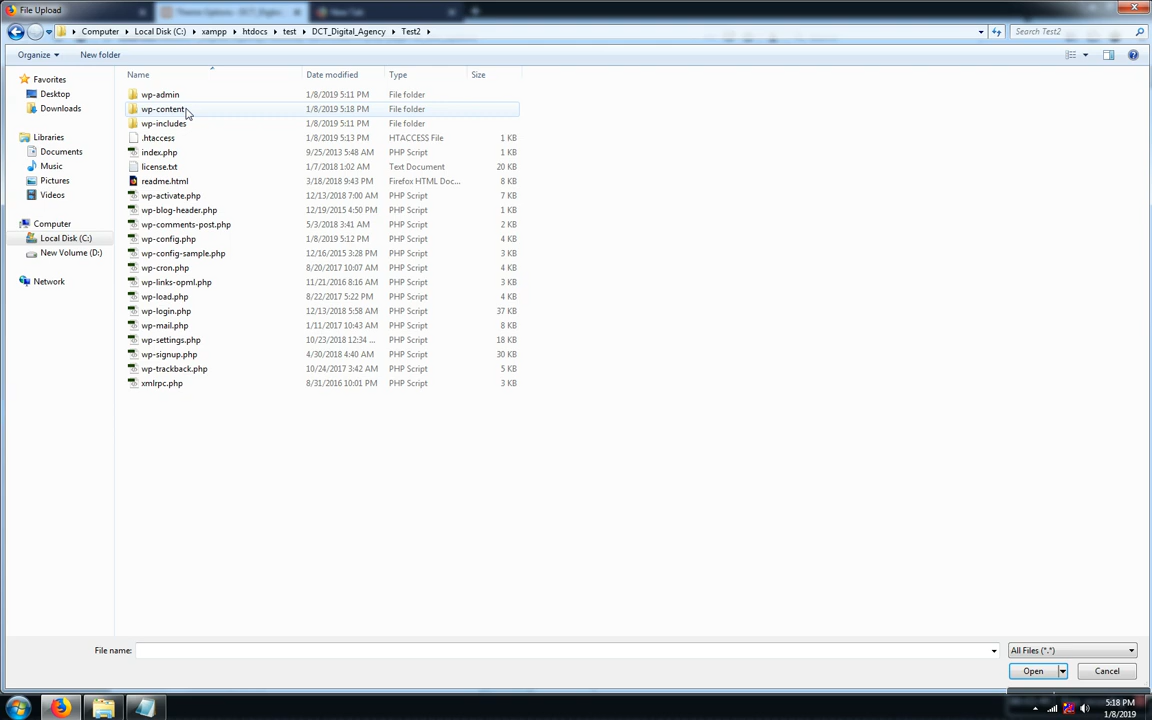 File Upload
Theme Options - DCT_Digital
New Tab
Computer Local Disk (C:) xampp htdocs test DCT_Digital_Agency Test2
Search Test2
Organize New folder
Name Date modified Type Size
Favorites
Desktop
Downloads
Libraries
Documents
Music
Pictures
Videos
Computer
Local Disk (C:)
New Volume (D:)
Network
wp-admin 1/8/2019 5:11 PM File folder
wp-content 1/8/2019 5:18 PM File folder
wp-includes 1/8/2019 5:11 PM File folder
.htaccess 1/8/2019 5:13 PM HTACCESS File 1 KB
index.php 9/25/2013 5:48 AM PHP Script 1 KB
license.txt 1/7/2018 1:02 AM Text Document 20 KB
readme.html 3/18/2018 9:43 PM Firefox HTML Doc... 8 KB
wp-activate.php 12/13/2018 7:00 AM PHP Script 7 KB
wp-blog-header.php 12/19/2015 4:50 PM PHP Script 1 KB
wp-comments-post.php 5/3/2018 3:41 AM PHP Script 2 KB
wp-config.php 1/8/2019 5:12 PM PHP Script 4 KB
wp-config-sample.php 12/16/2015 3:28 PM PHP Script 3 KB
wp-cron.php 8/20/2017 10:07 AM PHP Script 4 KB
wp-links-opml.php 11/21/2016 8:16 AM PHP Script 3 KB
wp-load.php 8/22/2017 5:22 PM PHP Script 4 KB
wp-login.php 12/13/2018 5:58 AM PHP Script 37 KB
wp-mail.php 1/11/2017 10:43 AM PHP Script 8 KB
wp-settings.php 10/23/2018 12:34 ... PHP Script 18 KB
wp-signup.php 4/30/2018 4:40 AM PHP Script 30 KB
wp-trackback.php 10/24/2017 3:42 AM PHP Script 5 KB
xmlrpc.php 8/31/2016 10:01 PM PHP Script 3 KB
File name: All Files (*.*)
Open Cancel
5:18 PM
1/8/2019